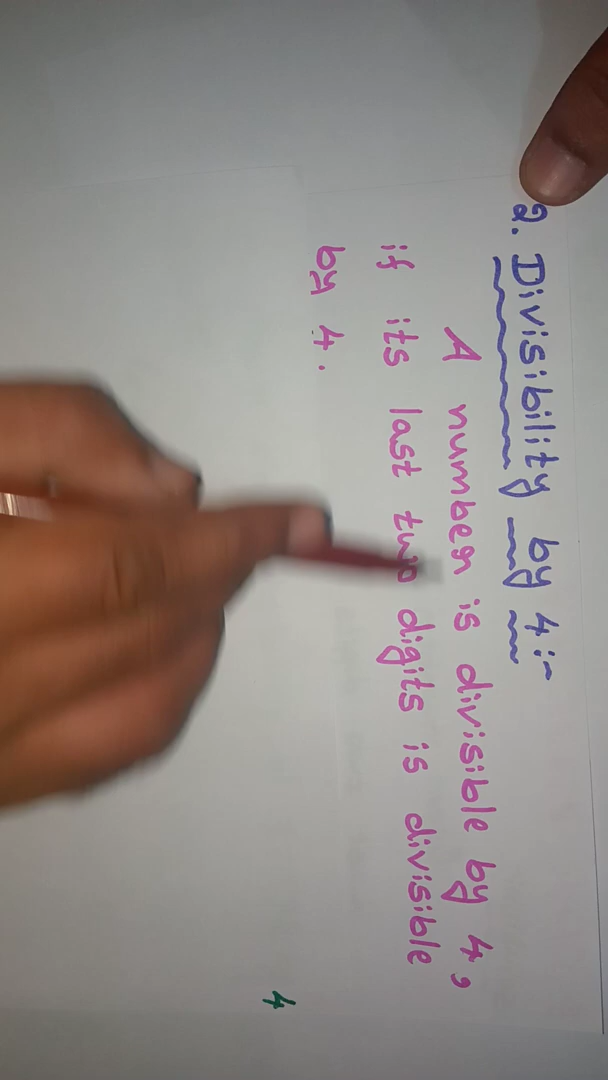 2. Divisibility by 4:-
A number is divisible by 4,
if its last two digits is divisible
by 4.
4